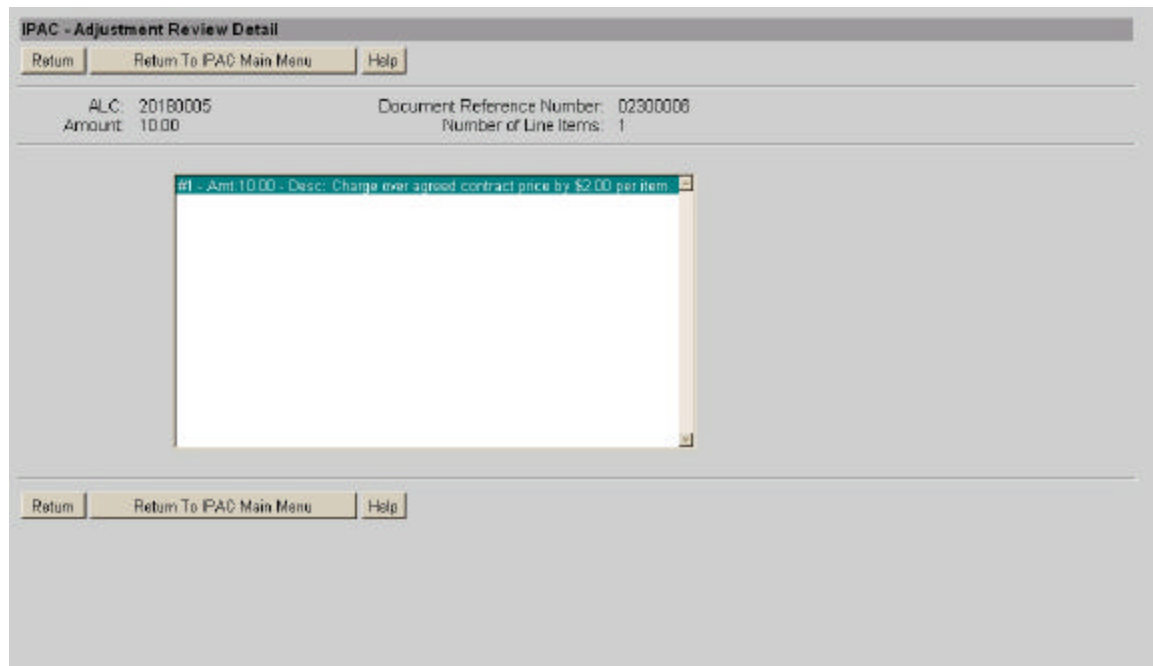 IPAC - Adjustment Review Detail
Return Return To IPAC Main Menu Help
ALC: 20180005 Document Reference Number: 02300006
Amount: 10.00 Number of Line Items: 1
#1 - Amt:10.00 - Desc: Charge over agreed contract price by $2.00 per item
Return Return To IPAC Main Menu Help